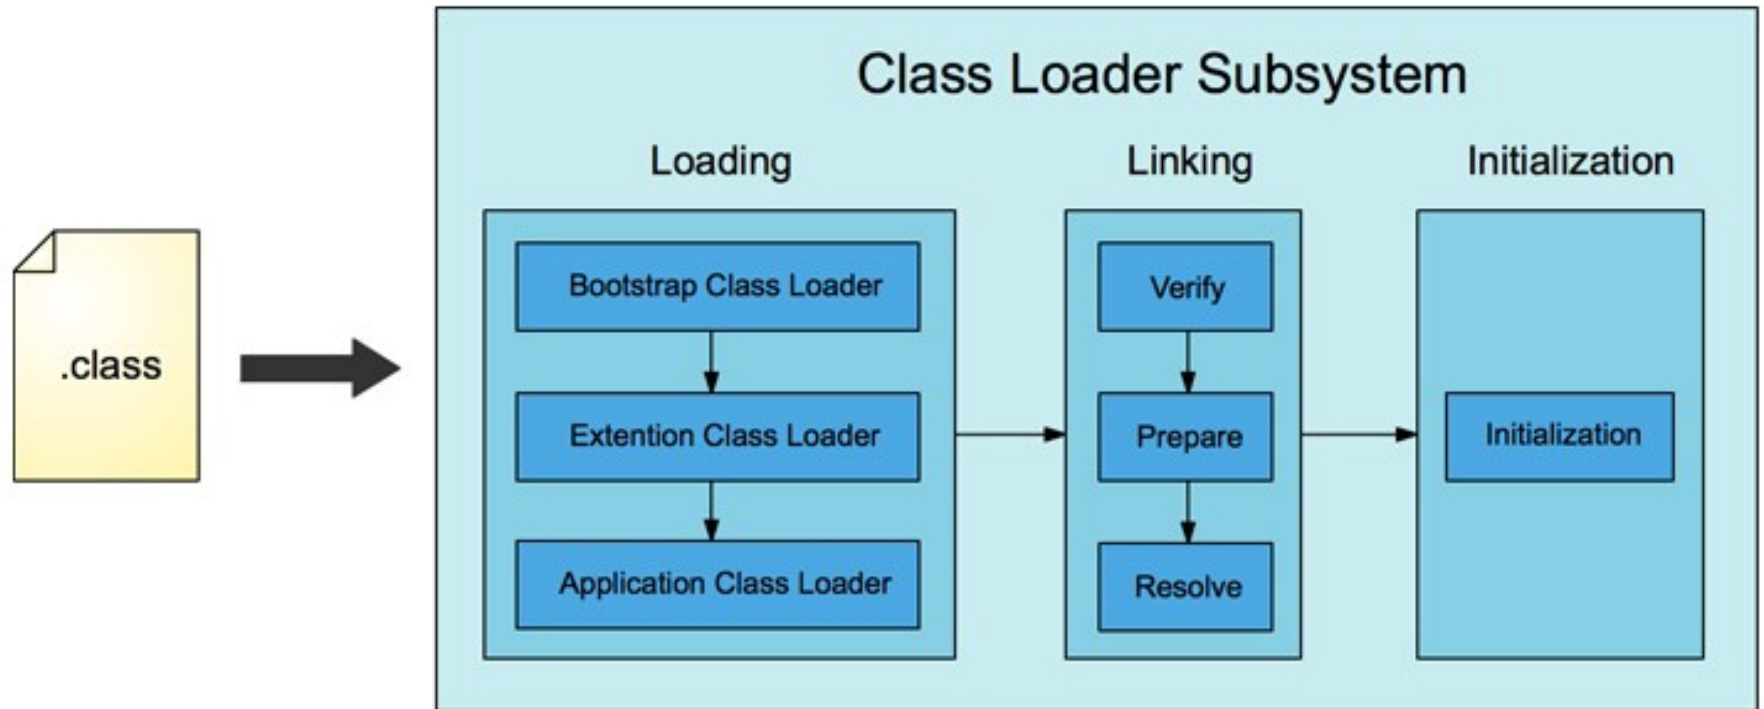 Class Loader Subsystem
Loading
Linking
Initialization
.class
Bootstrap Class Loader
Extention Class Loader
Application Class Loader
Verify
Prepare
Resolve
Initialization